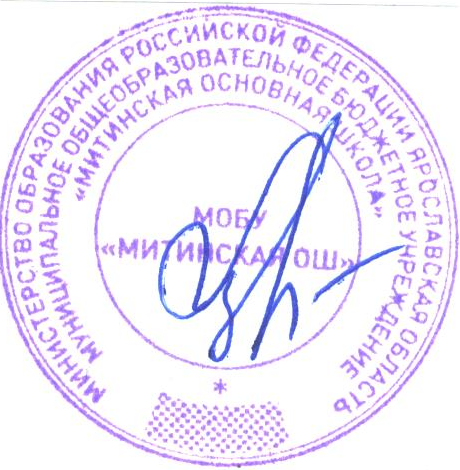 МИНИСТЕРСТВО ОБРАЗОВАНИЯ РОССИЙСКОЙ ФЕДЕРАЦИИ ЯРОСЛАВСКАЯ ОБЛАСТЬ
МУНИЦИПАЛЬНОЕ ОБЩЕОБРАЗОВАТЕЛЬНОЕ БЮДЖЕТНОЕ УЧРЕЖДЕНИЕ
«МИТИНСКАЯ ОСНОВНАЯ ШКОЛА»
МОБУ
«МИТИНСКАЯ ОШ»
*